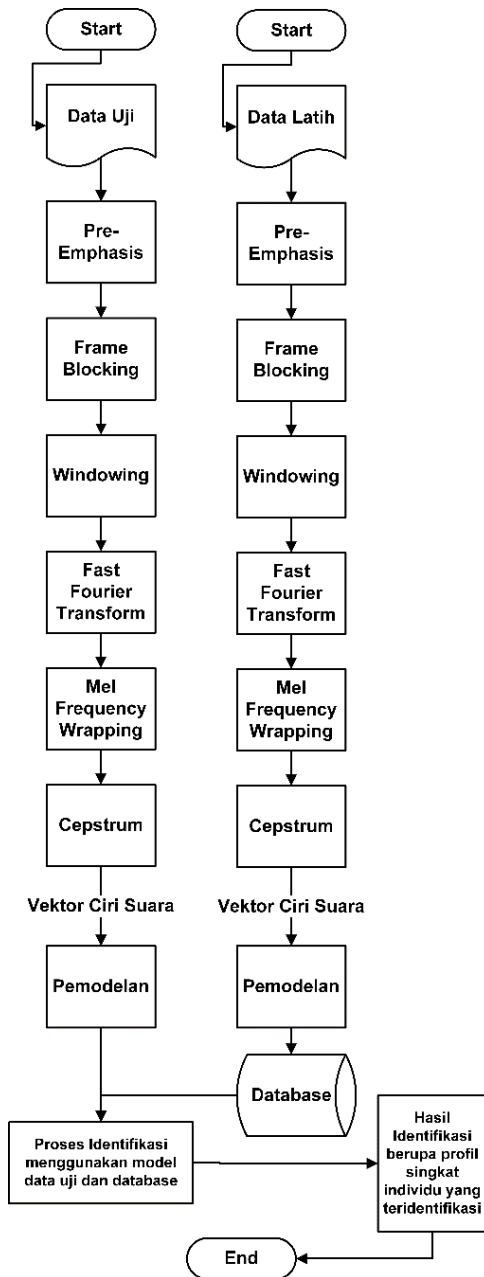 Start
Data Uji
Pre-
Emphasis
Frame
Blocking
Windowing
Fast
Fourier
Transform
Mel
Frequency
Wrapping
Cepstrum
Vektor Ciri Suara
Pemodelan
Start
Data Latih
Pre-
Emphasis
Frame
Blocking
Windowing
Fast
Fourier
Transform
Mel
Frequency
Wrapping
Cepstrum
Vektor Ciri Suara
Pemodelan
Database
Proses Identifikasi
menggunakan model
data uji dan database
Hasil
Identifikasi
berupa profil
singkat
individu yang
teridentifikasi
End